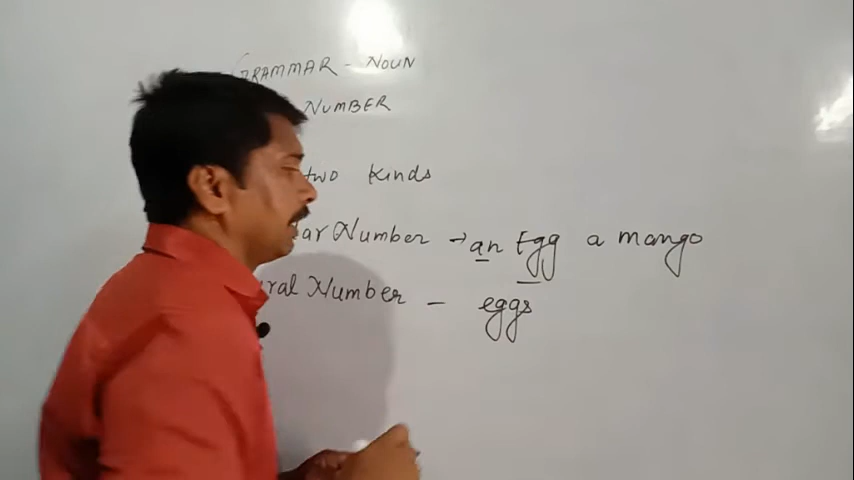 GRAMMAR - NOUN
NUMBER
two Kinds
Number → an Egg a mango
Number - eggs